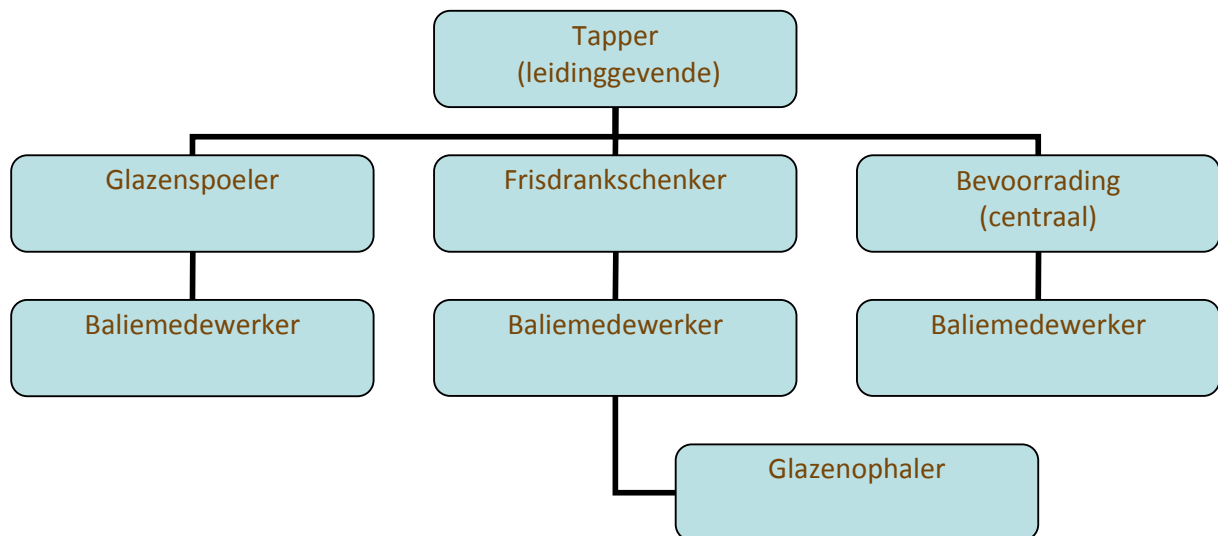 Tapper
(leidinggevende)
Glazenspoeler
Frisdrankschenker
Bevoorrading
(centraal)
Baliemedewerker
Baliemedewerker
Baliemedewerker
Glazenophaler